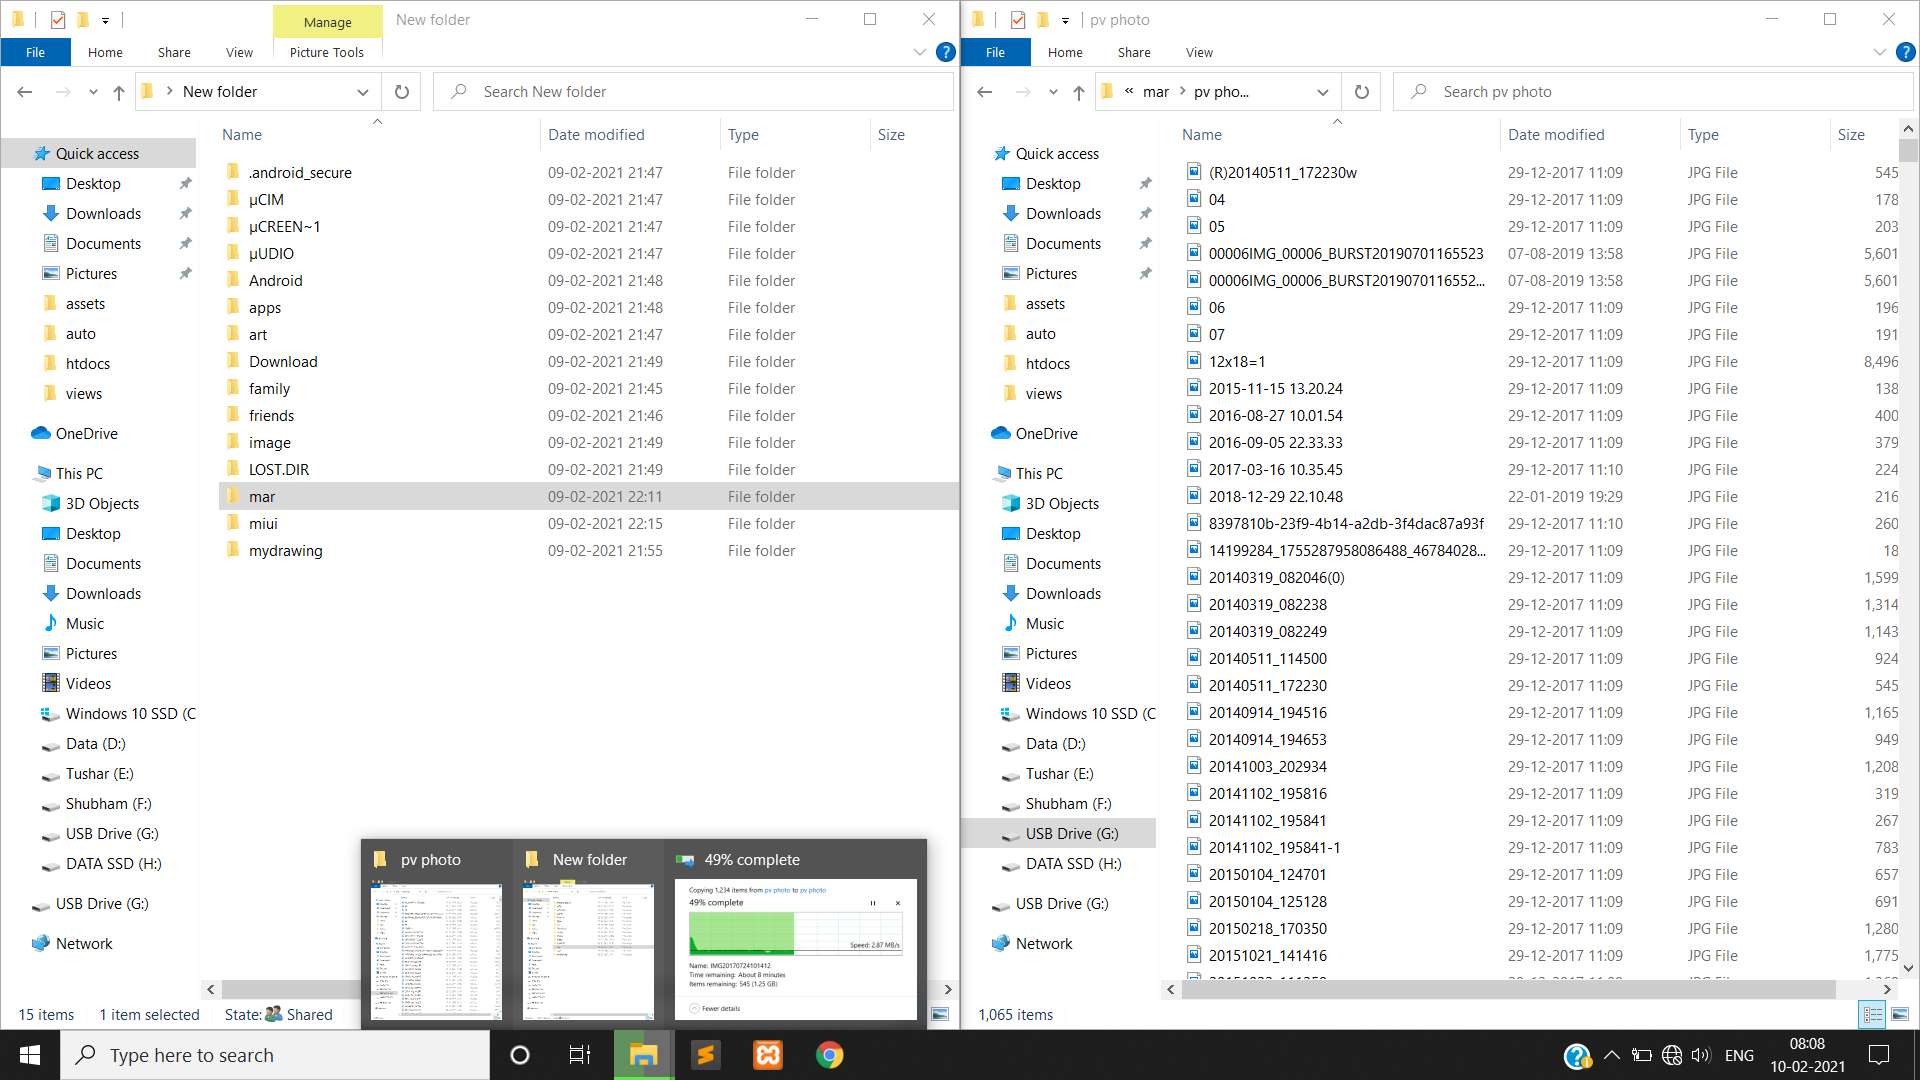 Manage
New folder
File
Home
Share
View
Picture Tools
New folder
Search New folder
Name
Date modified
Type
Size
Quick access
Desktop
Downloads
Documents
Pictures
assets
auto
htdocs
views
OneDrive
This PC
3D Objects
Desktop
Documents
Downloads
Music
Pictures
Videos
Windows 10 SSD (C
Data (D:)
Tushar (E:)
Shubham (F:)
USB Drive (G:)
DATA SSD (H:)
USB Drive (G:)
Network
.android_secure 09-02-2021 21:47 File folder
µCIM 09-02-2021 21:47 File folder
µCREEN~1 09-02-2021 21:47 File folder
µUDIO 09-02-2021 21:47 File folder
Android 09-02-2021 21:48 File folder
apps 09-02-2021 21:48 File folder
art 09-02-2021 21:47 File folder
Download 09-02-2021 21:49 File folder
family 09-02-2021 21:45 File folder
friends 09-02-2021 21:46 File folder
image 09-02-2021 21:49 File folder
LOST.DIR 09-02-2021 21:49 File folder
mar 09-02-2021 22:11 File folder
miui 09-02-2021 22:15 File folder
mydrawing 09-02-2021 21:55 File folder
15 items 1 item selected State: Shared
pv photo
New folder
49% complete
Copying 1,234 items from pv photo to pv photo
49% complete
Speed: 2.87 MB/s
Name: IMG20170724101412
Time remaining: About 8 minutes
Items remaining: 545 (1.25 GB)
Fewer details
pv photo
File
Home
Share
View
« mar > pv pho...
Search pv photo
Name
Date modified
Type
Size
Quick access
Desktop
Downloads
Documents
Pictures
assets
auto
htdocs
views
OneDrive
This PC
3D Objects
Desktop
Documents
Downloads
Music
Pictures
Videos
Windows 10 SSD (C
Data (D:)
Tushar (E:)
Shubham (F:)
USB Drive (G:)
DATA SSD (H:)
USB Drive (G:)
Network
(R)20140511_172230w 29-12-2017 11:09 JPG File 545
04 29-12-2017 11:09 JPG File 178
05 29-12-2017 11:09 JPG File 203
00006IMG_00006_BURST20190701165523 07-08-2019 13:58 JPG File 5,601
00006IMG_00006_BURST2019070116552... 07-08-2019 13:58 JPG File 5,601
06 29-12-2017 11:09 JPG File 196
07 29-12-2017 11:09 JPG File 191
12x18=1 29-12-2017 11:09 JPG File 8,496
2015-11-15 13.20.24 29-12-2017 11:09 JPG File 138
2016-08-27 10.01.54 29-12-2017 11:09 JPG File 400
2016-09-05 22.33.33 29-12-2017 11:09 JPG File 379
2017-03-16 10.35.45 29-12-2017 11:10 JPG File 224
2018-12-29 22.10.48 22-01-2019 19:29 JPG File 216
8397810b-23f9-4b14-a2db-3f4dac87a93f 29-12-2017 11:10 JPG File 260
14199284_1755287958086488_46784028... 29-12-2017 11:09 JPG File 18
20140319_082046(0) 29-12-2017 11:09 JPG File 1,599
20140319_082238 29-12-2017 11:09 JPG File 1,314
20140319_082249 29-12-2017 11:09 JPG File 1,143
20140511_114500 29-12-2017 11:09 JPG File 924
20140511_172230 29-12-2017 11:09 JPG File 545
20140914_194516 29-12-2017 11:09 JPG File 1,165
20140914_194653 29-12-2017 11:09 JPG File 949
20141003_202934 29-12-2017 11:09 JPG File 1,208
20141102_195816 29-12-2017 11:09 JPG File 319
20141102_195841 29-12-2017 11:09 JPG File 267
20141102_195841-1 29-12-2017 11:09 JPG File 783
20150104_124701 29-12-2017 11:09 JPG File 657
20150104_125128 29-12-2017 11:09 JPG File 691
20150218_170350 29-12-2017 11:09 JPG File 1,280
20151021_141416 29-12-2017 11:09 JPG File 1,775
1,065 items
Type here to search
ENG
08:08
10-02-2021